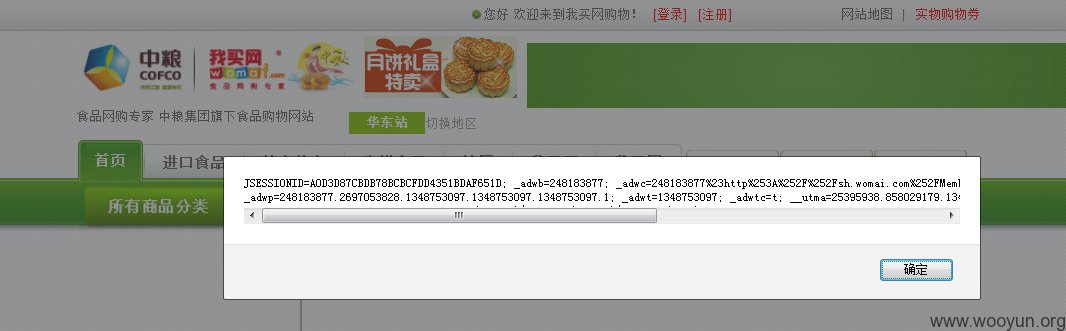 您好 欢迎来到我买网购物！ [登录] [注册] 网站地图 | 实物购物券
中粮 COFCO
我买网 womai.com
食品网购专家
月饼礼盒 特卖
食品网购专家 中粮集团旗下食品购物网站
华东站 切换地区
首页 进口食品
所有商品分类
JSESSIONID=A0D3D87CBDB78BCBCFDD4351BDAF651D; _adwb=248183877; _adwc=248183877%23http%253A%252F%252Fsh.womai.com%252FMemb
_adwp=248183877.2697053828.1348753097.1348753097.1348753097.1; _adwt=1348753097; _adwtc=t; __utma=25395938.858029179.134
确定
www.wooyun.org